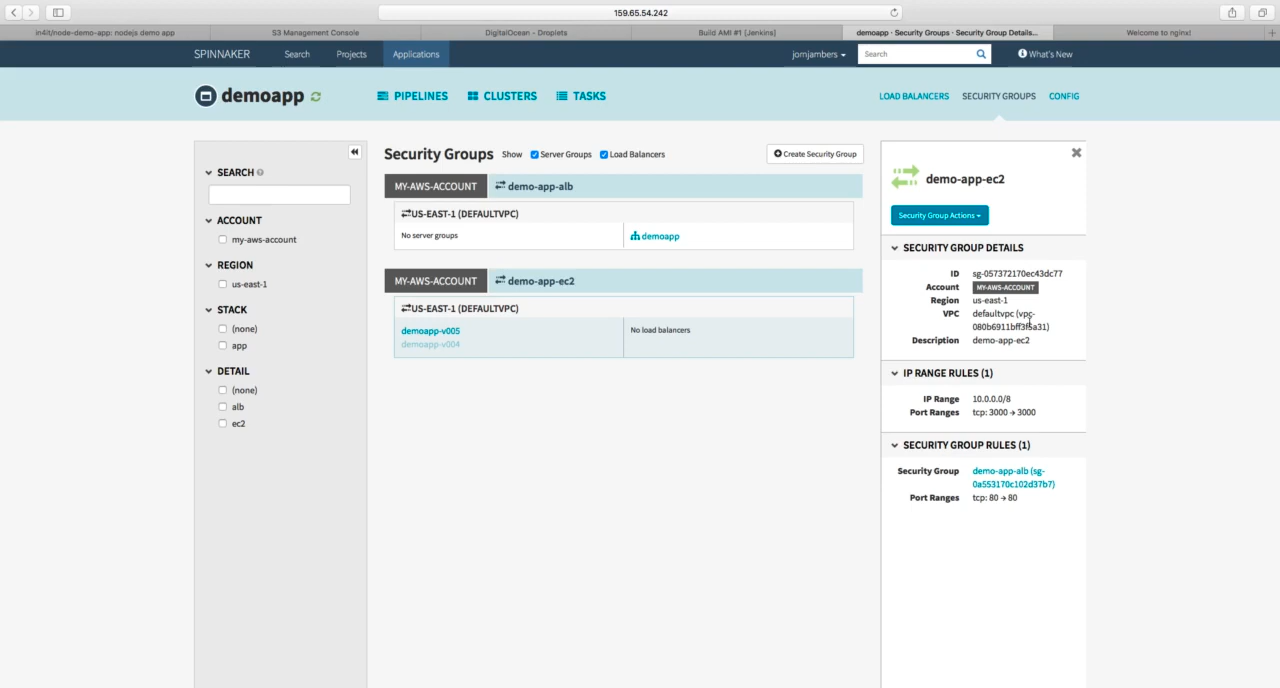 159.65.54.242
in4it/node-demo-app: nodejs demo app
S3 Management Console
DigitalOcean - Droplets
Build AMI #1 [Jenkins]
demoapp · Security Groups · Security Group Details...
Welcome to nginx!
SPINNAKER
Search
Projects
Applications
jornjambers
Search
What's New
demoapp
PIPELINES
CLUSTERS
TASKS
LOAD BALANCERS
SECURITY GROUPS
CONFIG
SEARCH
ACCOUNT
my-aws-account
REGION
us-east-1
STACK
(none)
app
DETAIL
(none)
alb
ec2
Security Groups
Show
Server Groups
Load Balancers
Create Security Group
MY-AWS-ACCOUNT
demo-app-alb
US-EAST-1 (DEFAULTVPC)
No server groups
demoapp
MY-AWS-ACCOUNT
demo-app-ec2
US-EAST-1 (DEFAULTVPC)
demoapp-v005
demoapp-v004
No load balancers
demo-app-ec2
Security Group Actions
SECURITY GROUP DETAILS
ID sg-057372170ec43dc77
Account MY-AWS-ACCOUNT
Region us-east-1
VPC defaultvpc (vpc-
Description demo-app-ec2
IP RANGE RULES (1)
IP Range 10.0.0.0/8
Port Ranges tcp: 3000 → 3000
SECURITY GROUP RULES (1)
Security Group demo-app-alb (sg-
0a553170c102d37b7)
Port Ranges tcp: 80 → 80